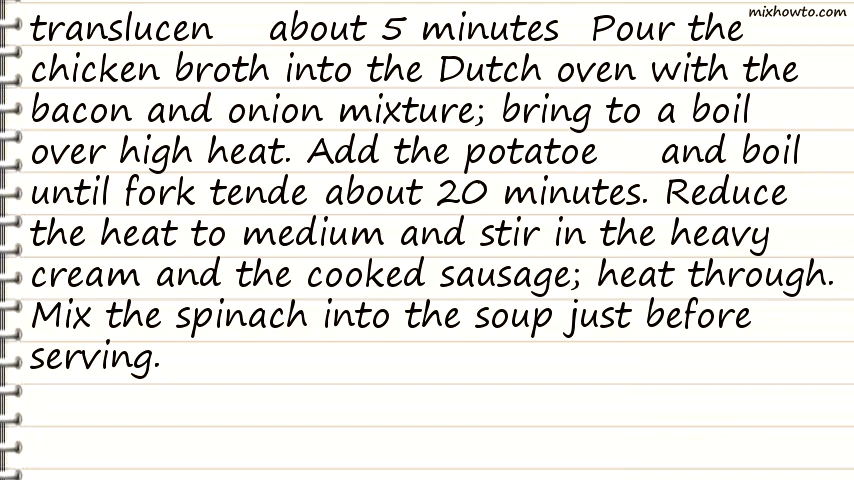 mixhowto.com
translucen about 5 minutes Pour the
chicken broth into the Dutch oven with the
bacon and onion mixture; bring to a boil
over high heat. Add the potatoe and boil
until fork tende about 20 minutes. Reduce
the heat to medium and stir in the heavy
cream and the cooked sausage; heat through.
Mix the spinach into the soup just before
serving.